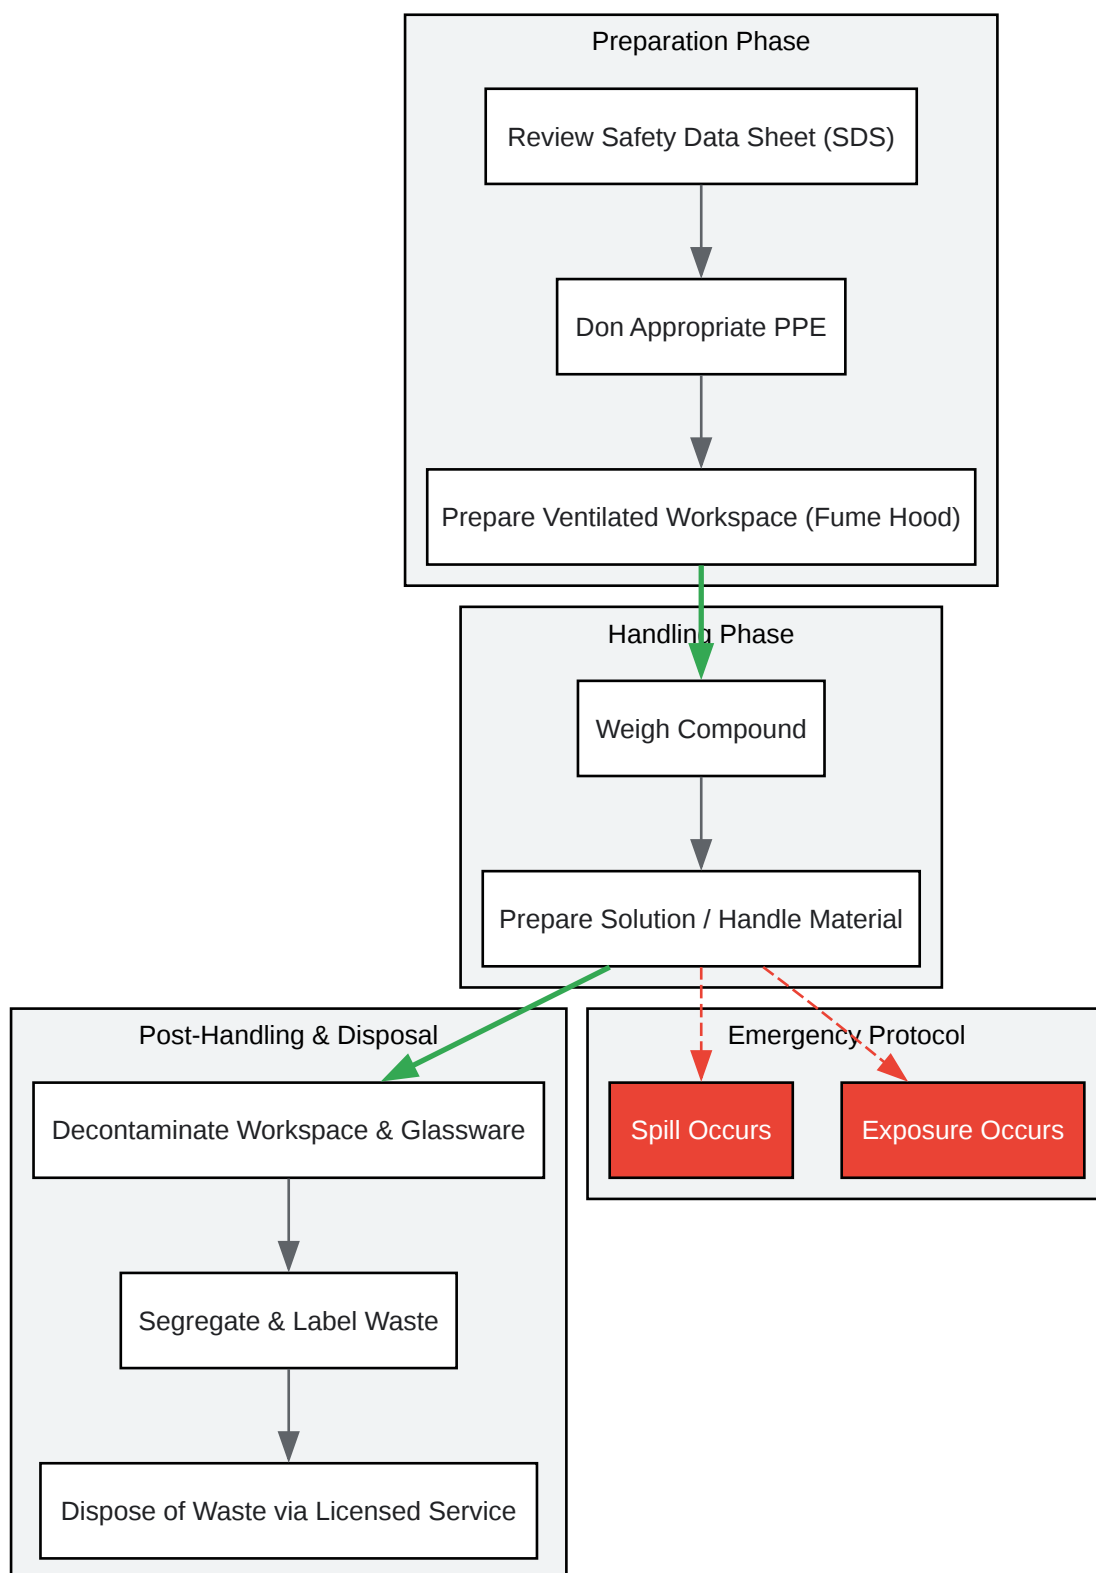 Preparation Phase
Review Safety Data Sheet (SDS)
Don Appropriate PPE
Prepare Ventilated Workspace (Fume Hood)
Handling Phase
Weigh Compound
Prepare Solution / Handle Material
Post-Handling & Disposal
Decontaminate Workspace & Glassware
Segregate & Label Waste
Dispose of Waste via Licensed Service
Emergency Protocol
Spill Occurs
Exposure Occurs